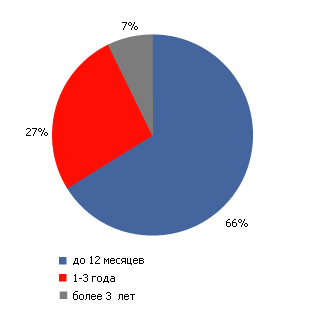 7%
27%
66%
до 12 месяцев
1-3 года
более 3 лет